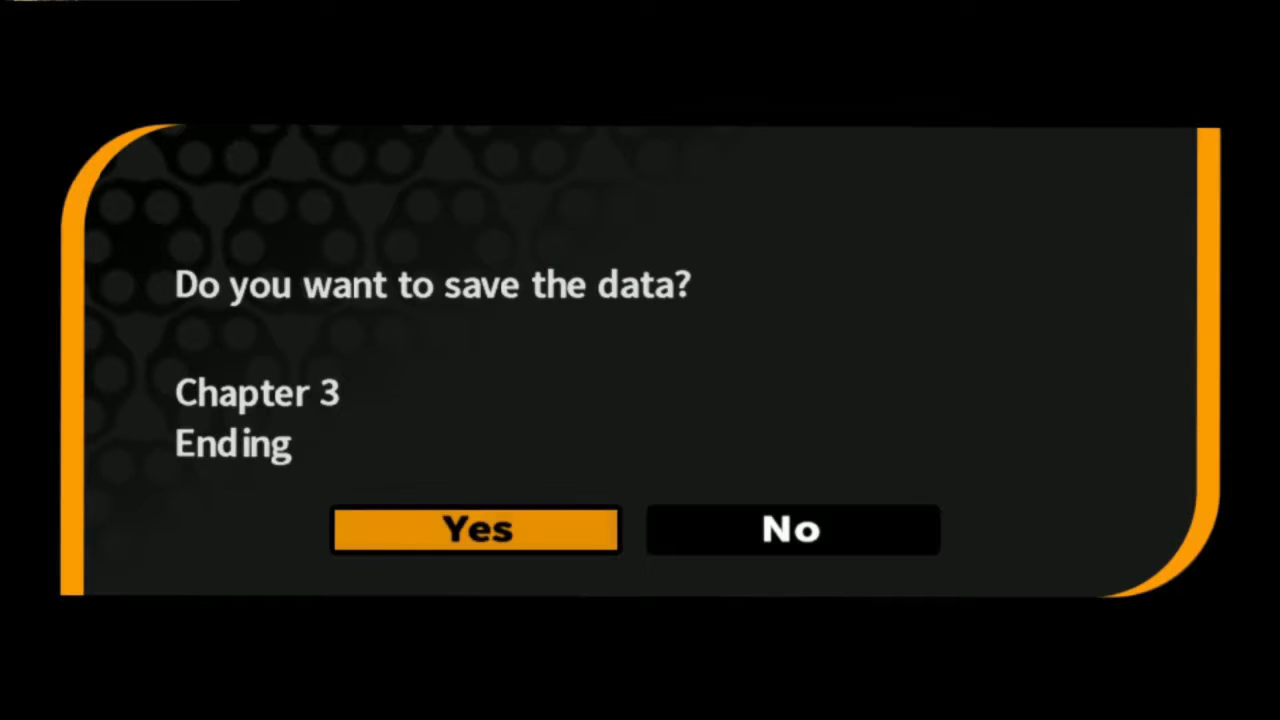 Do you want to save the data?
Chapter 3
Ending
Yes
No